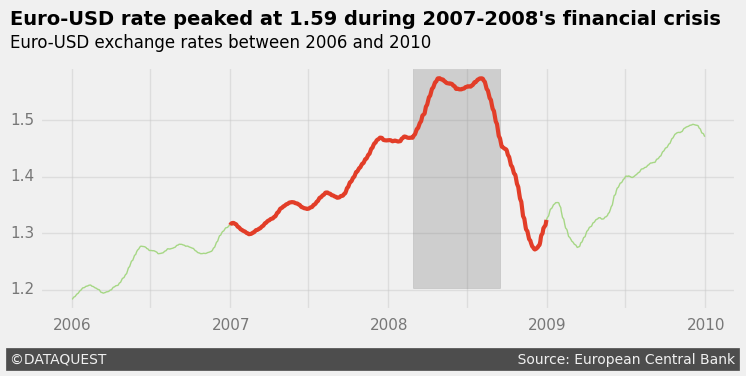 Euro-USD rate peaked at 1.59 during 2007-2008's financial crisis
Euro-USD exchange rates between 2006 and 2010
1.5
1.4
1.3
1.2
2006 2007 2008 2009 2010
©DATAQUEST Source: European Central Bank